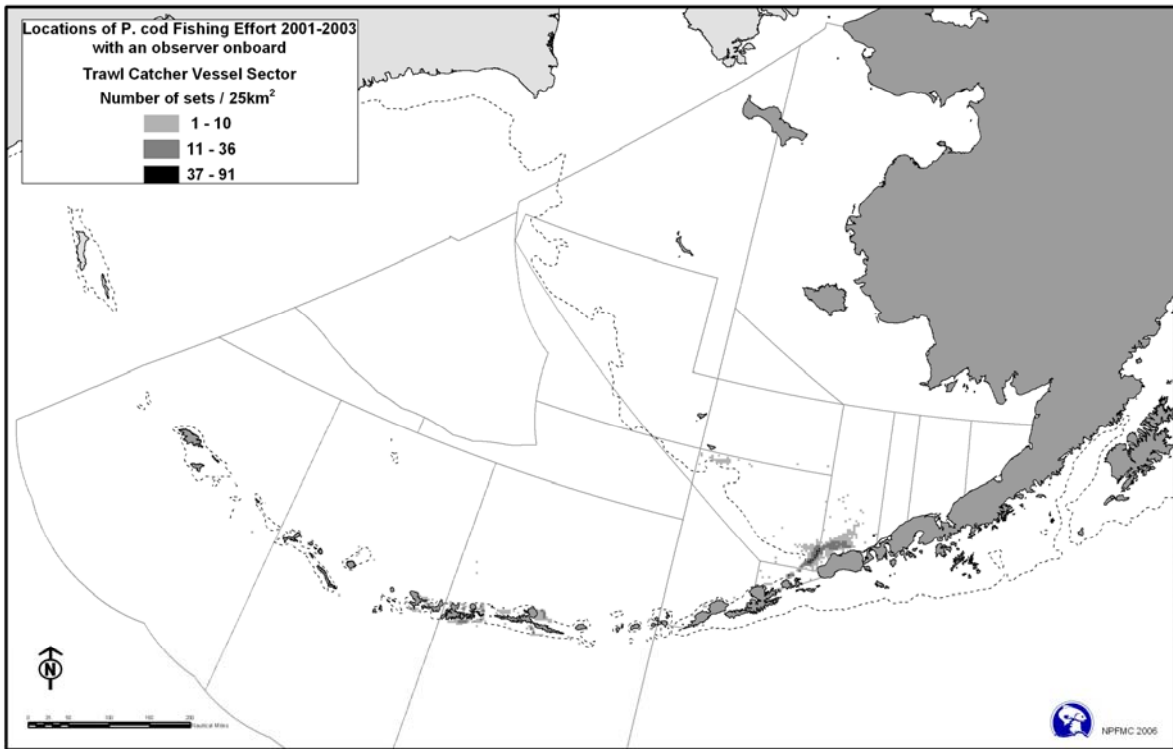 Locations of P. cod Fishing Effort 2001-2003
with an observer onboard
Trawl Catcher Vessel Sector
Number of sets / 25km²
1 - 10
11 - 36
37 - 91
N
Nautical Miles
NPFMC 2006